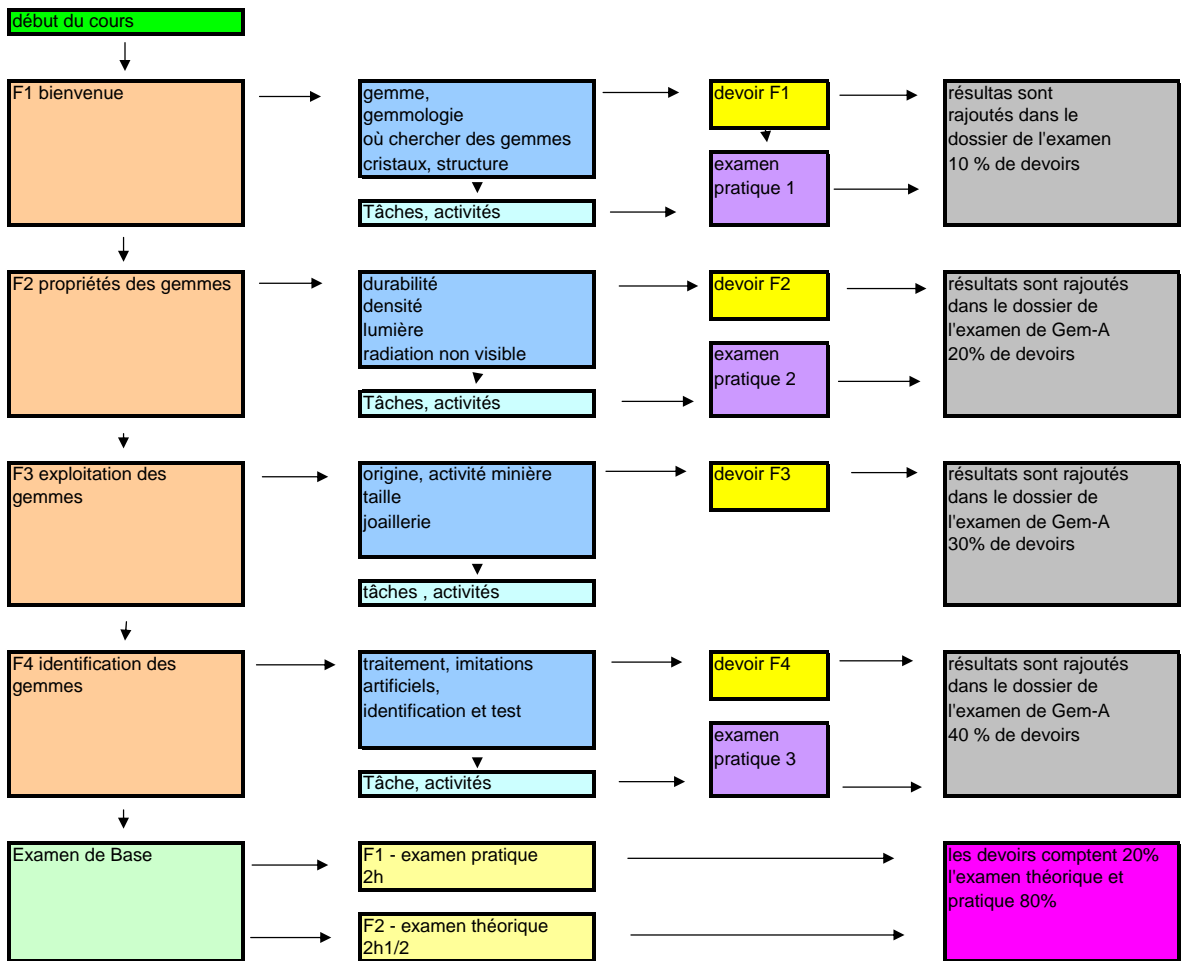 début du cours
F1 bienvenue
gemme,
gemmologie
où chercher des gemmes
cristaux, structure
Tâches, activités
devoir F1
examen
pratique 1
résultas sont
rajoutés dans le
dossier de l'examen
10 % de devoirs
F2 propriétés des gemmes
durabilité
densité
lumière
radiation non visible
Tâches, activités
devoir F2
examen
pratique 2
résultats sont rajoutés
dans le dossier de
l'examen de Gem-A
20% de devoirs
F3 exploitation des
gemmes
origine, activité minière
taille
joaillerie
tâches , activités
devoir F3
résultats sont rajoutés
dans le dossier de
l'examen de Gem-A
30% de devoirs
F4 identification des
gemmes
traitement, imitations
artificiels,
identification et test
Tâche, activités
devoir F4
examen
pratique 3
résultats sont rajoutés
dans le dossier de
l'examen de Gem-A
40 % de devoirs
Examen de Base
F1 - examen pratique
2h
F2 - examen théorique
2h1/2
les devoirs comptent 20%
l'examen théorique et
pratique 80%